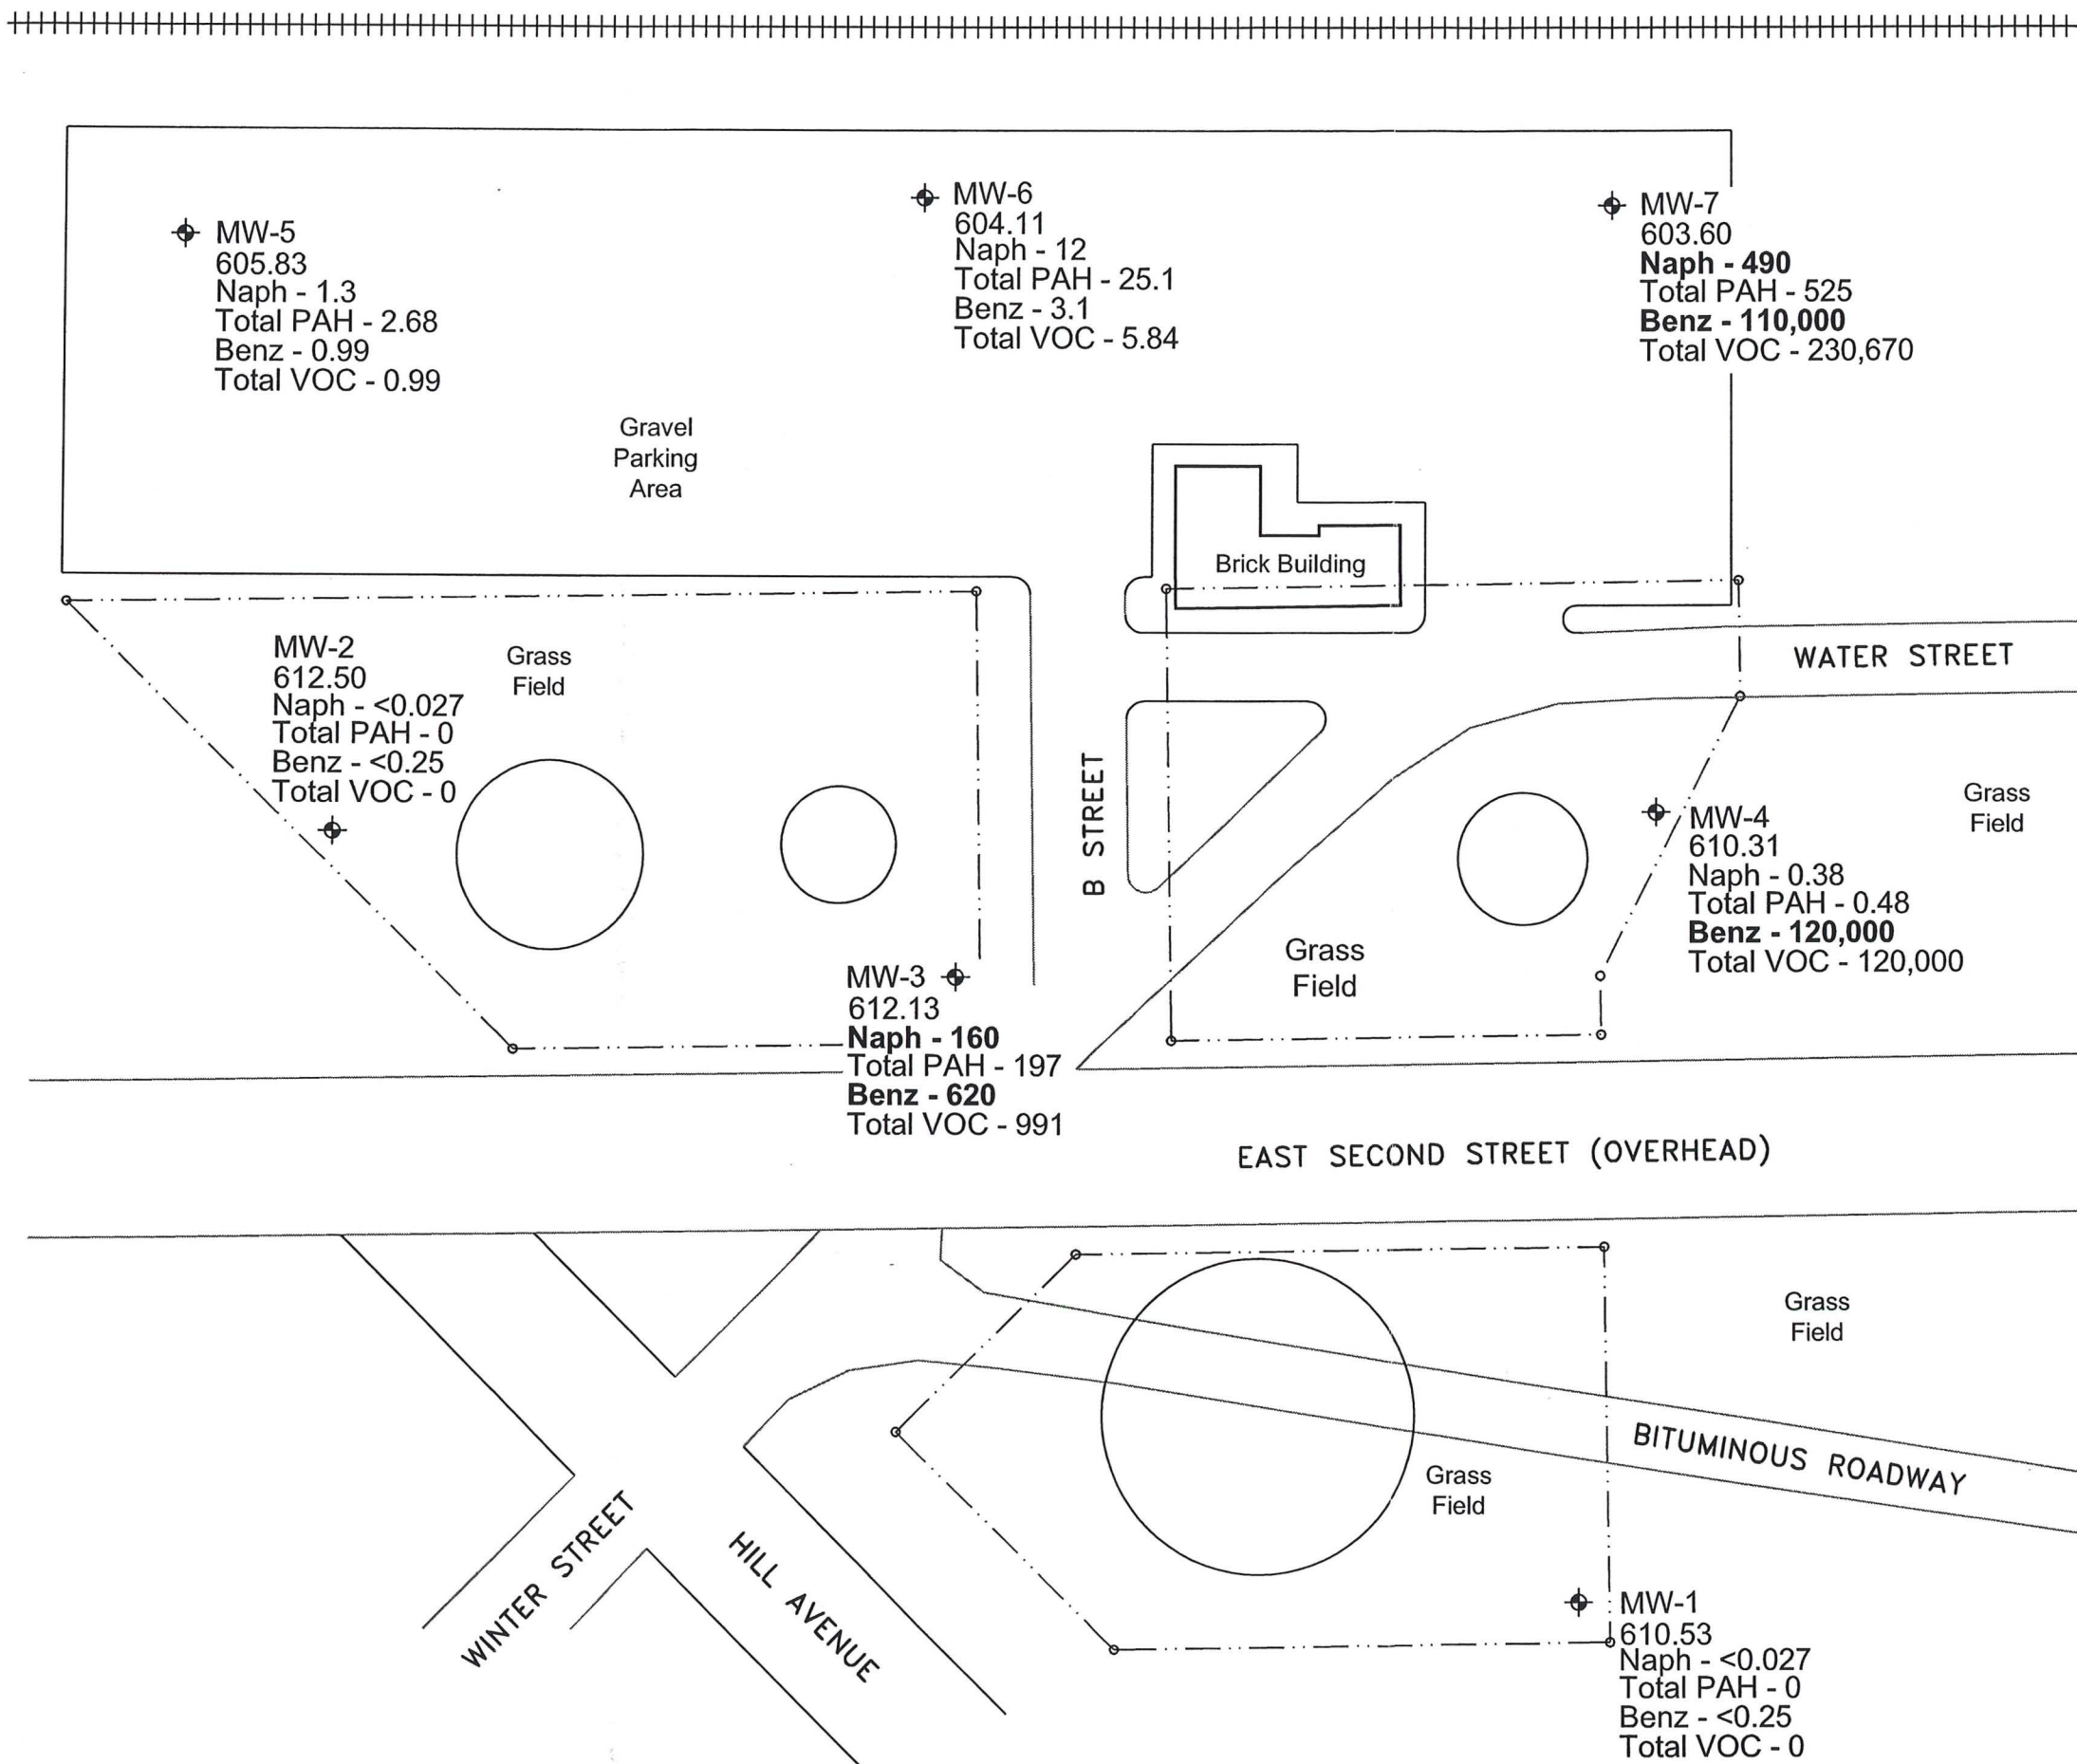 MW-5
605.83
Naph - 1.3
Total PAH - 2.68
Benz - 0.99
Total VOC - 0.99
MW-6
604.11
Naph - 12
Total PAH - 25.1
Benz - 3.1
Total VOC - 5.84
MW-7
603.60
Naph - 490
Total PAH - 525
Benz - 110,000
Total VOC - 230,670
Gravel
Parking
Area
Brick Building
WATER STREET
MW-2
612.50
Naph - <0.027
Total PAH - 0
Benz - <0.25
Total VOC - 0
Grass
Field
B STREET
Grass
Field
MW-4
610.31
Naph - 0.38
Total PAH - 0.48
Benz - 120,000
Total VOC - 120,000
Grass
Field
MW-3
612.13
Naph - 160
Total PAH - 197
Benz - 620
Total VOC - 991
EAST SECOND STREET (OVERHEAD)
Grass
Field
BITUMINOUS ROADWAY
Grass
Field
WINTER STREET
HILL AVENUE
MW-1
610.53
Naph - <0.027
Total PAH - 0
Benz - <0.25
Total VOC - 0